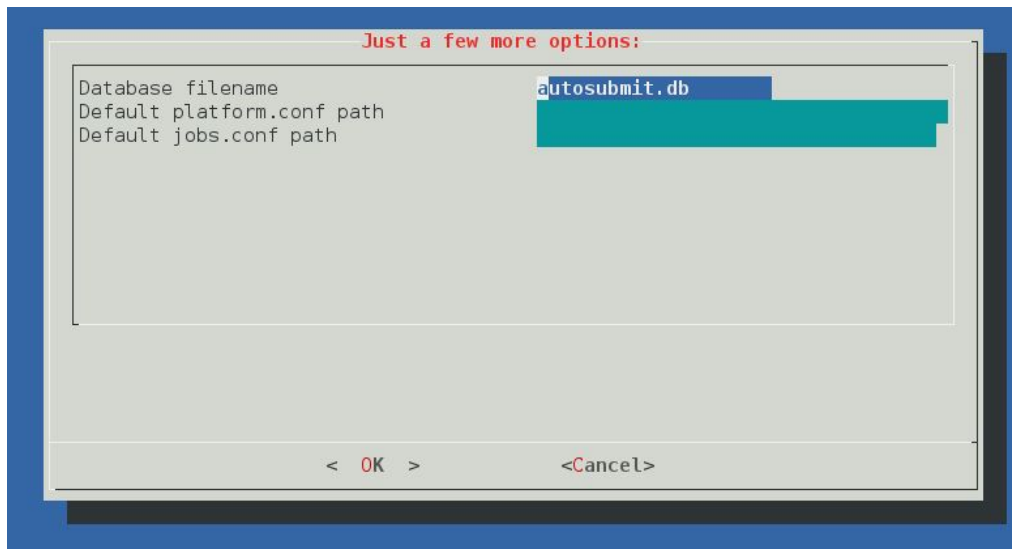 Just a few more options:
Database filename autosubmit.db
Default platform.conf path
Default jobs.conf path
< OK > <Cancel>